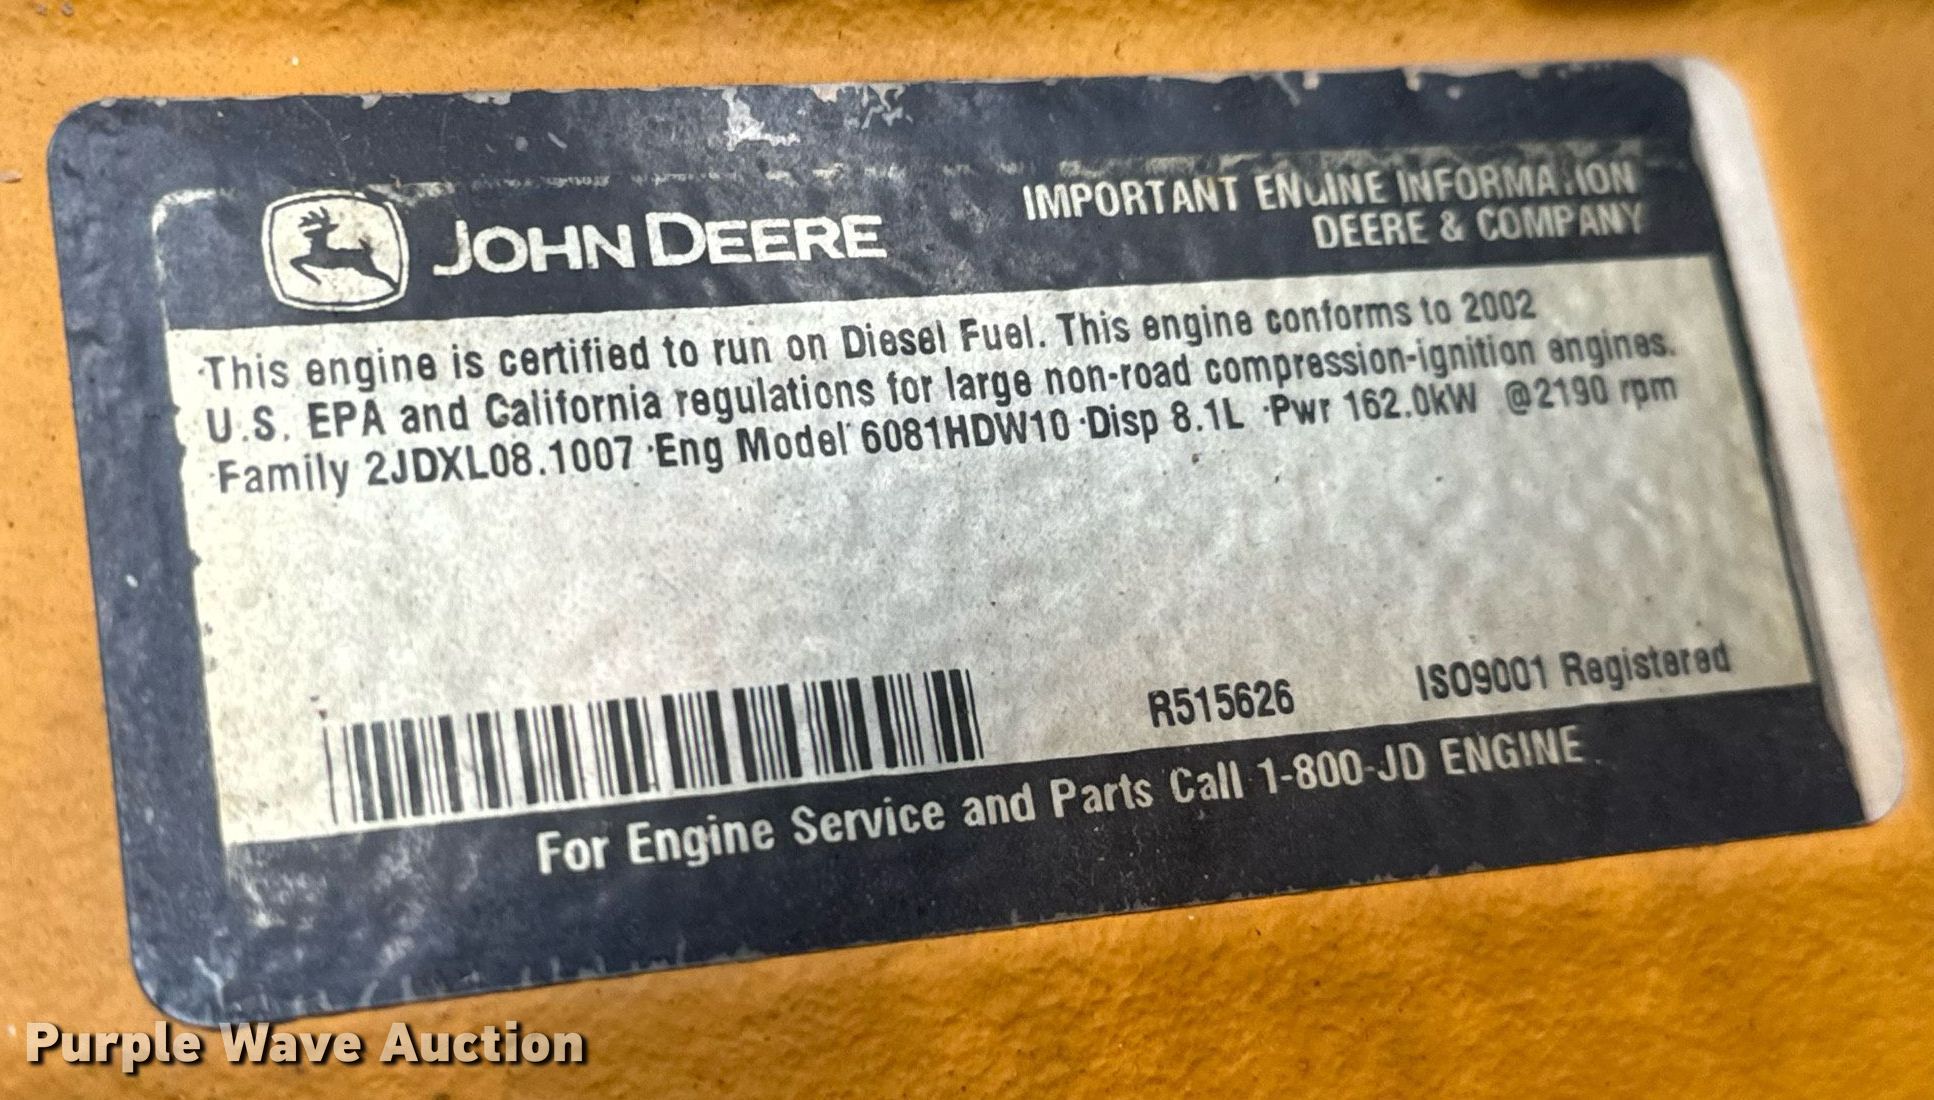 JOHN DEERE
IMPORTANT ENGINE INFORMATION
DEERE & COMPANY
·This engine is certified to run on Diesel Fuel. This engine conforms to 2002
U.S. EPA and California regulations for large non-road compression-ignition engines.
·Family 2JDXL08.1007 ·Eng Model 6081HDW10 ·Disp 8.1L ·Pwr 162.0kW @2190 rpm
R515626 ISO9001 Registered
For Engine Service and Parts Call 1-800-JD ENGINE
Purple Wave Auction